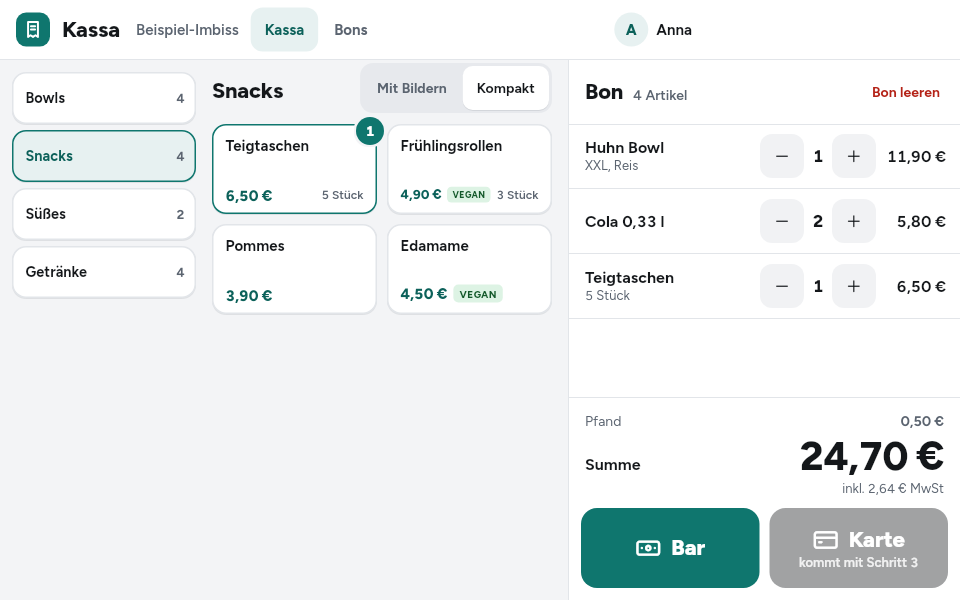 Kassa
Beispiel-Imbiss
Kassa
Bons
A
Anna
Bowls 4
Snacks 4
Süßes 2
Getränke 4
Snacks
Mit Bildern
Kompakt
1
Teigtaschen
6,50 € 5 Stück
Frühlingsrollen
4,90 € VEGAN 3 Stück
Pommes
3,90 €
Edamame
4,50 € VEGAN
Bon 4 Artikel
Bon leeren
Huhn Bowl
XXL, Reis
− 1 + 11,90 €
Cola 0,33 l
− 2 + 5,80 €
Teigtaschen
5 Stück
− 1 + 6,50 €
Pfand 0,50 €
Summe 24,70 €
inkl. 2,64 € MwSt
Bar
Karte
kommt mit Schritt 3